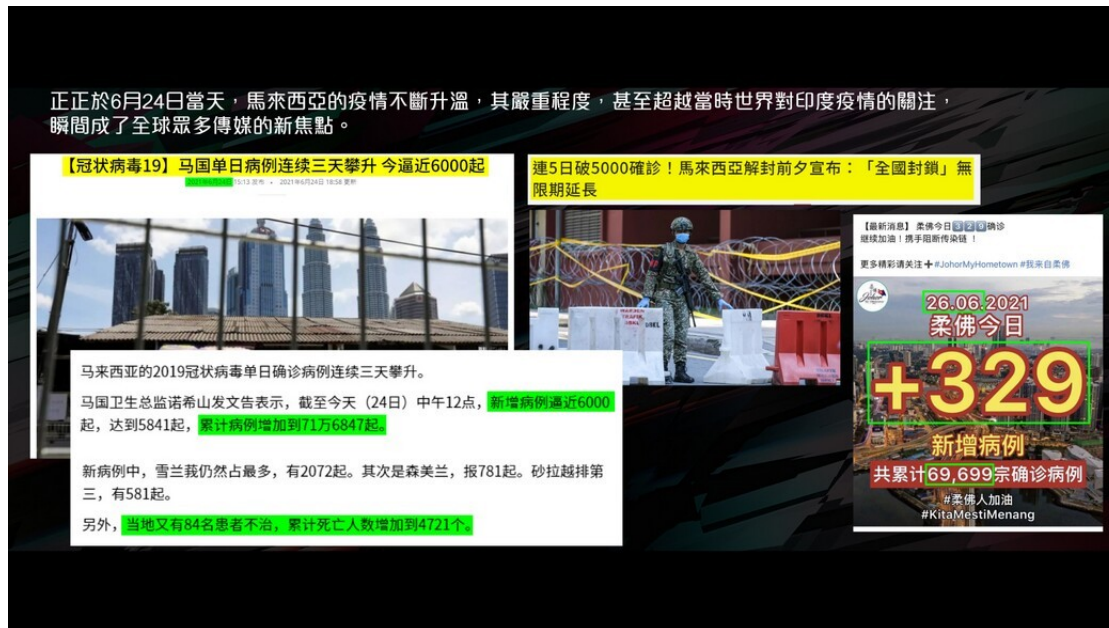 正正於6月24日當天，馬來西亞的疫情不斷升溫，其嚴重程度，甚至超越當時世界對印度疫情的關注，
瞬間成了全球眾多傳媒的新焦點。
【冠状病毒19】马国单日病例连续三天攀升 今逼近6000起
2021年6月24日 15:13 发布 • 2021年6月24日 18:58 更新
马来西亚的2019冠状病毒单日确诊病例连续三天攀升。
马国卫生总监诺希山发文告表示，截至今天（24日）中午12点，新增病例逼近6000
起，达到5841起，累计病例增加到71万6847起。
新病例中，雪兰莪仍然占最多，有2072起。其次是森美兰，报781起。砂拉越排第
三，有581起。
另外，当地又有84名患者不治，累计死亡人数增加到4721个。
連5日破5000確診！馬來西亞解封前夕宣布：「全國封鎖」無
限期延長
【最新消息】 柔佛今日329确诊
继续加油！携手阻断传染链 ！
更多精彩请关注➕#JohorMyHometown #我来自柔佛
Johor
26.06.2021
柔佛今日
+329
新增病例
共累计69,699宗确诊病例
#柔佛人加油
#KitaMestiMenang